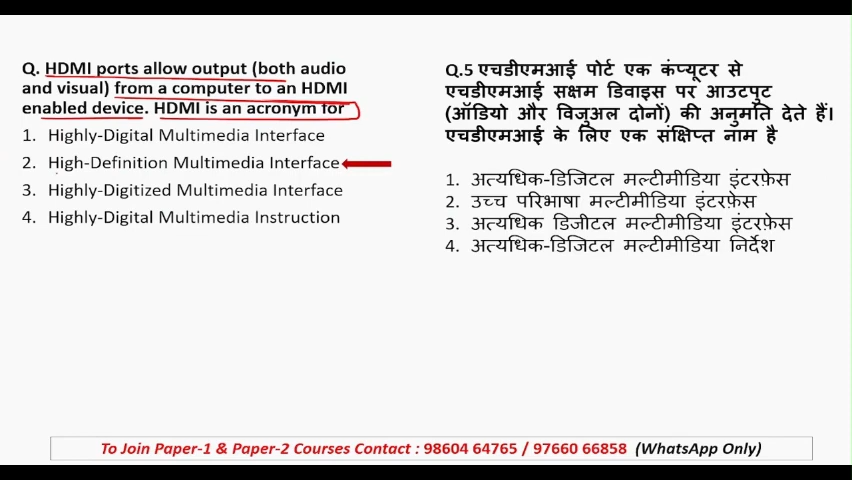 Q. HDMI ports allow output (both audio
and visual) from a computer to an HDMI
enabled device. HDMI is an acronym for
1. Highly-Digital Multimedia Interface
2. High-Definition Multimedia Interface
3. Highly-Digitized Multimedia Interface
4. Highly-Digital Multimedia Instruction
Q.5 एचडीएमआई पोर्ट एक कंप्यूटर से
एचडीएमआई सक्षम डिवाइस पर आउटपुट
(ऑडियो और विजुअल दोनों) की अनुमति देते हैं।
एचडीएमआई के लिए एक संक्षिप्त नाम है
1. अत्यधिक-डिजिटल मल्टीमीडिया इंटरफ़ेस
2. उच्च परिभाषा मल्टीमीडिया इंटरफ़ेस
3. अत्यधिक डिजीटल मल्टीमीडिया इंटरफ़ेस
4. अत्यधिक-डिजिटल मल्टीमीडिया निर्देश
To Join Paper-1 & Paper-2 Courses Contact : 98604 64765 / 97660 66858 (WhatsApp Only)